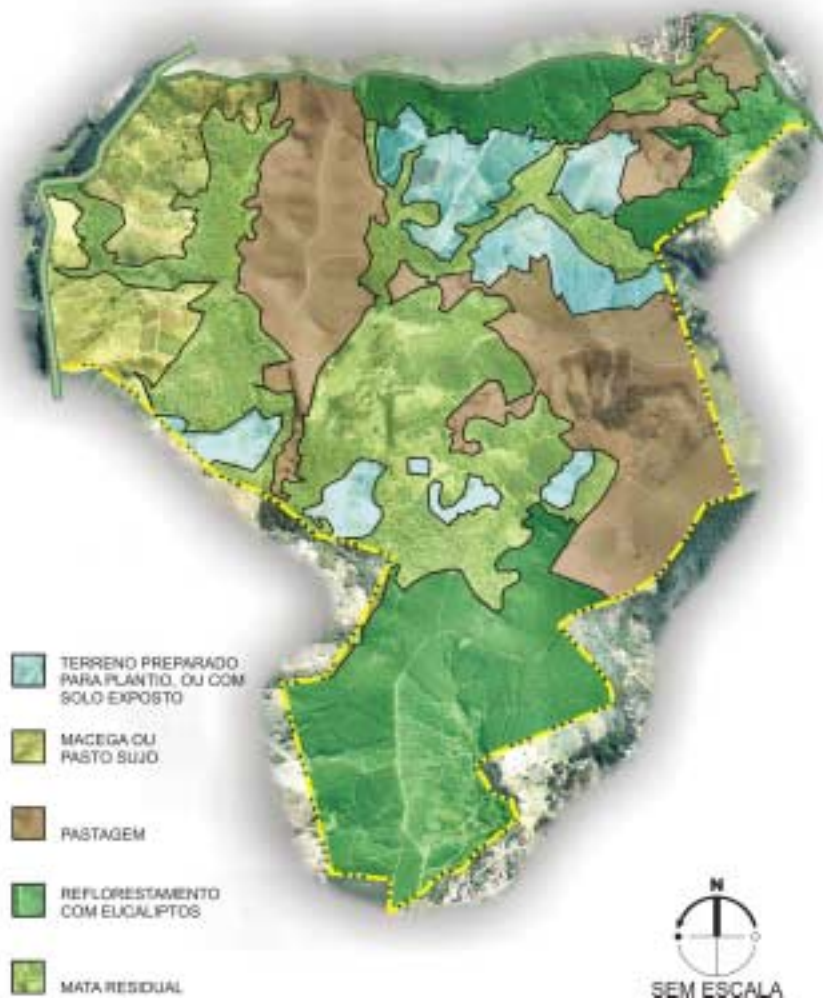 TERRENO PREPARADO
PARA PLANTIO, OU COM
SOLO EXPOSTO
MACEGA OU
PASTO SUJO
PASTAGEM
REFLORESTAMENTO
COM EUCALIPTOS
MATA RESIDUAL
N
SEM ESCALA